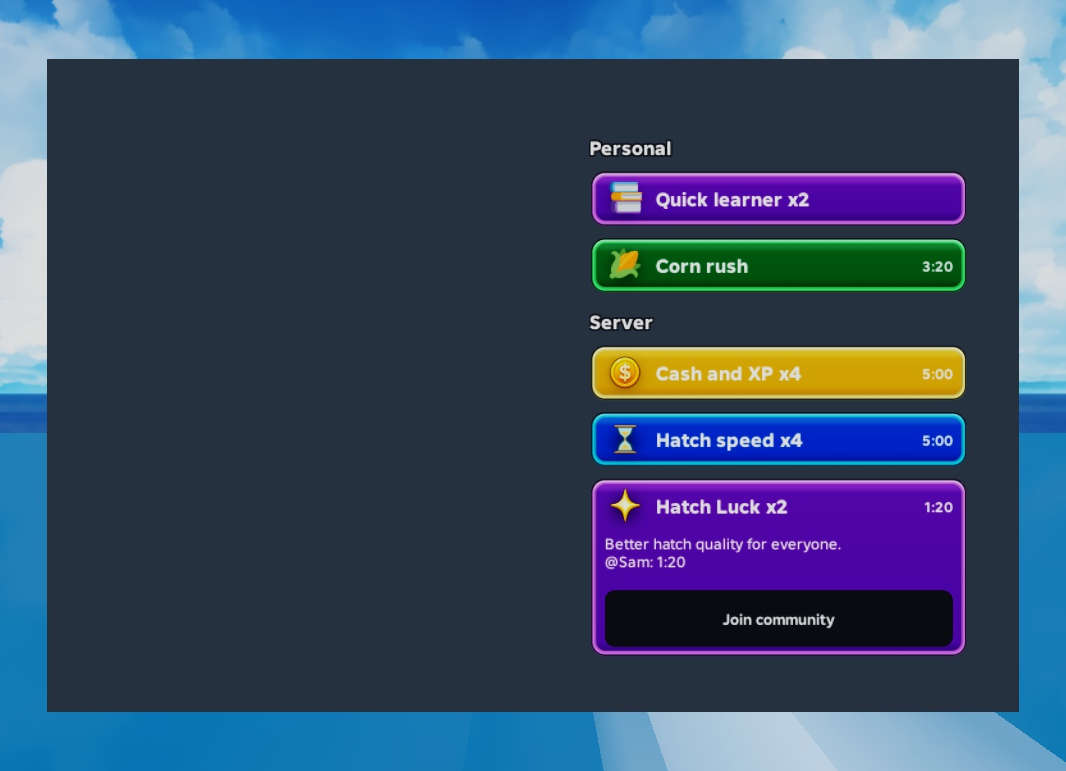 Personal
Quick learner x2
Corn rush 3:20
Server
$ Cash and XP x4 5:00
Hatch speed x4 5:00
Hatch Luck x2 1:20
Better hatch quality for everyone.
@Sam: 1:20
Join community